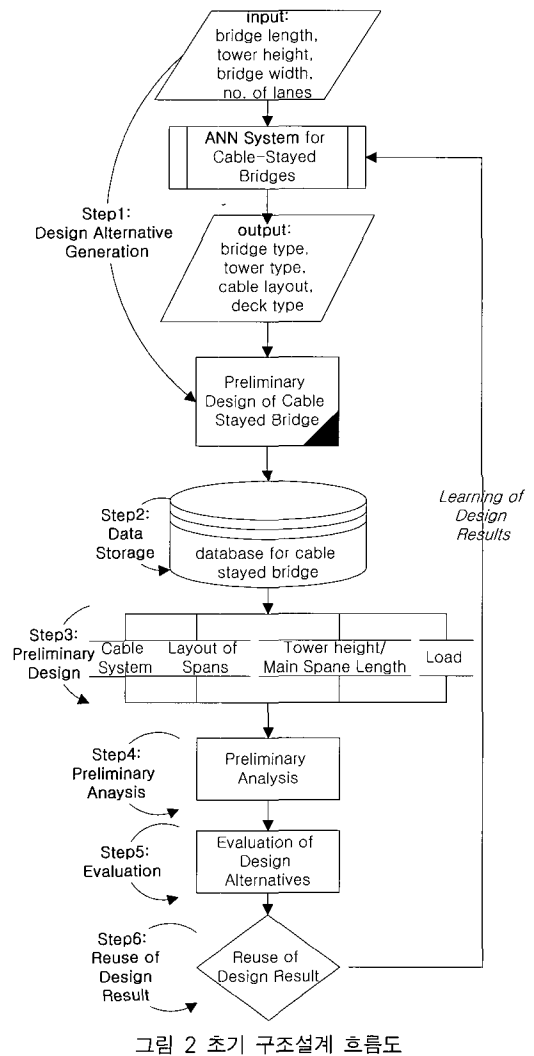 input:
bridge length,
tower height,
bridge width,
no. of lanes
ANN System for
Cable-Stayed
Bridges
Step1:
Design Alternative
Generation
output:
bridge type,
tower type,
cable layout,
deck type
Preliminary
Design of Cable
Stayed Bridge
Learning of
Design
Results
Step2:
Data
Storage
database for cable
stayed bridge
Step3:
Preliminary
Design
Cable
System
Layout of
Spans
Tower height/
Main Spane Length
Load
Step4:
Preliminary
Anaysis
Preliminary
Analysis
Step5:
Evaluation
Evaluation of
Design
Alternatives
Step6:
Reuse of
Design
Result
Reuse of
Design Result
그림 2 초기 구조설계 흐름도